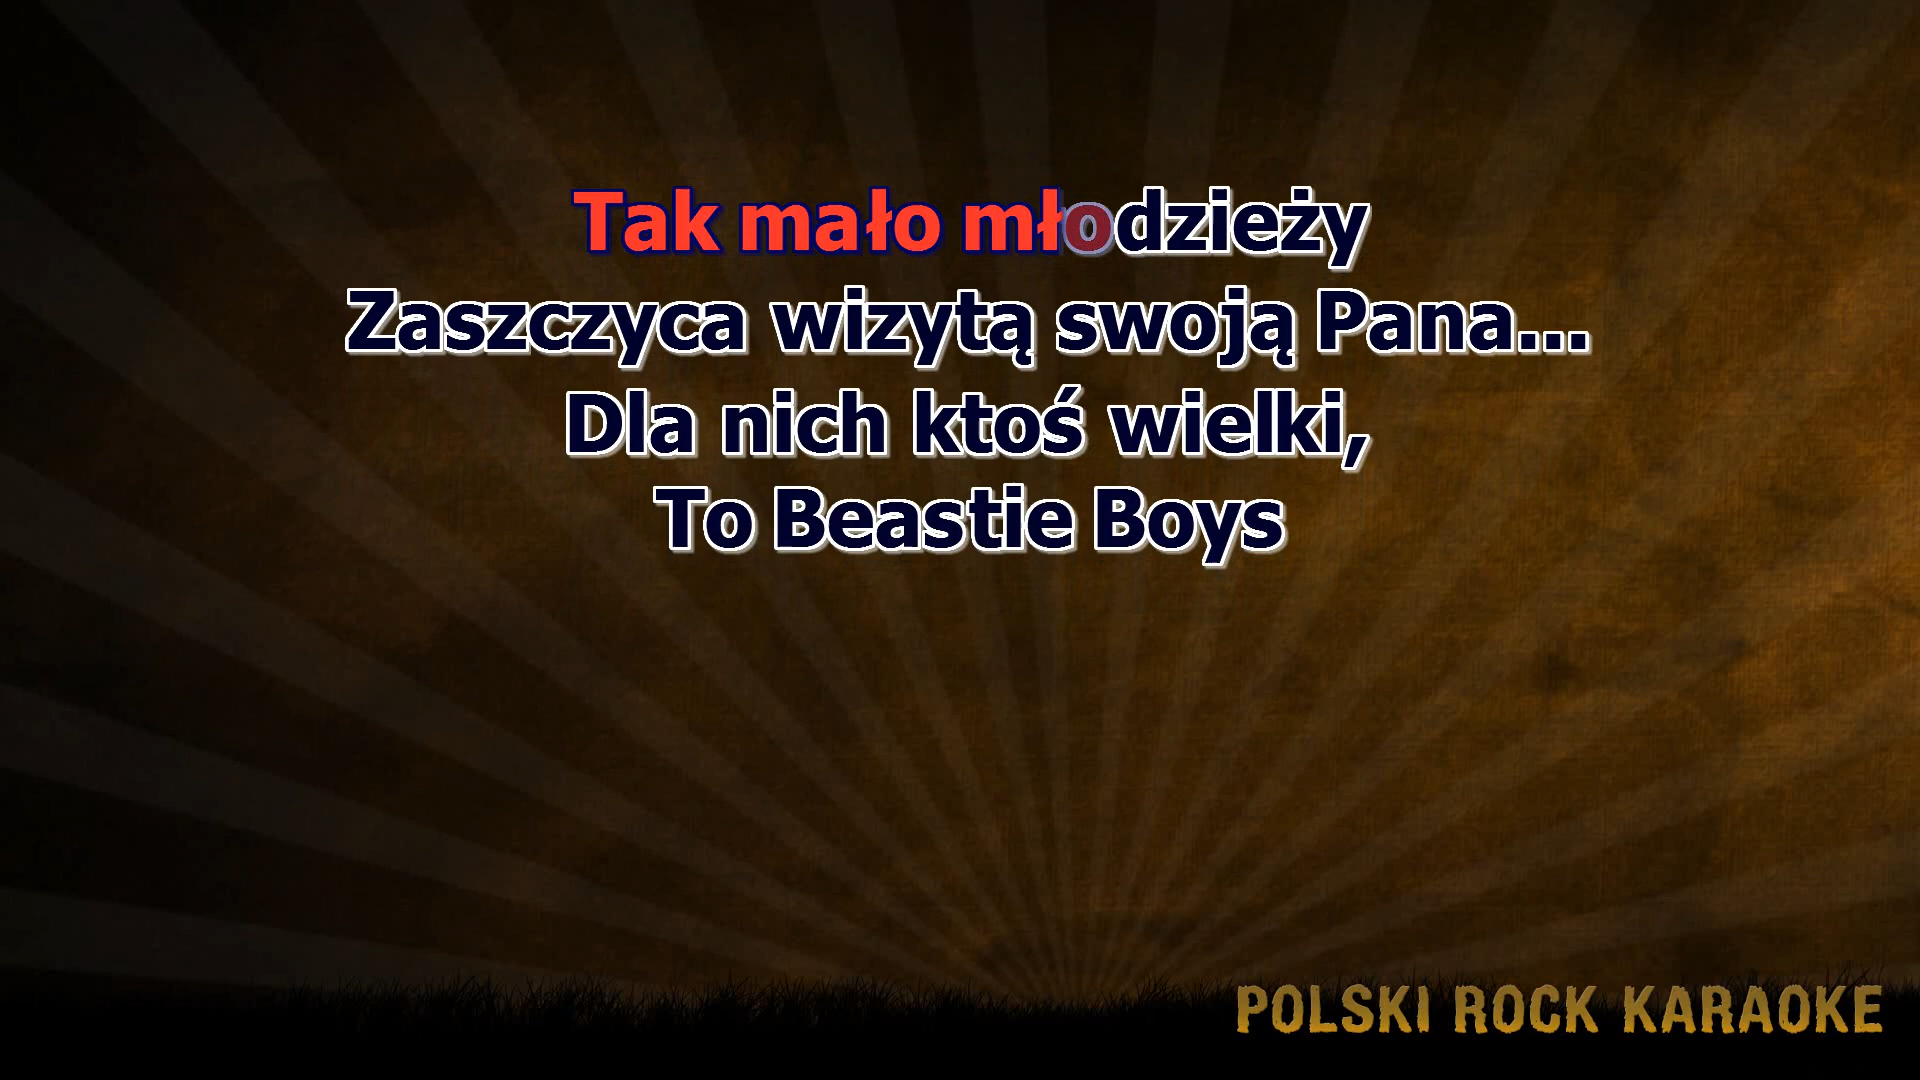 Tak mało młodzieży
Zaszczyca wizytą swoją Pana...
Dla nich ktoś wielki,
To Beastie Boys
POLSKI ROCK KARAOKE